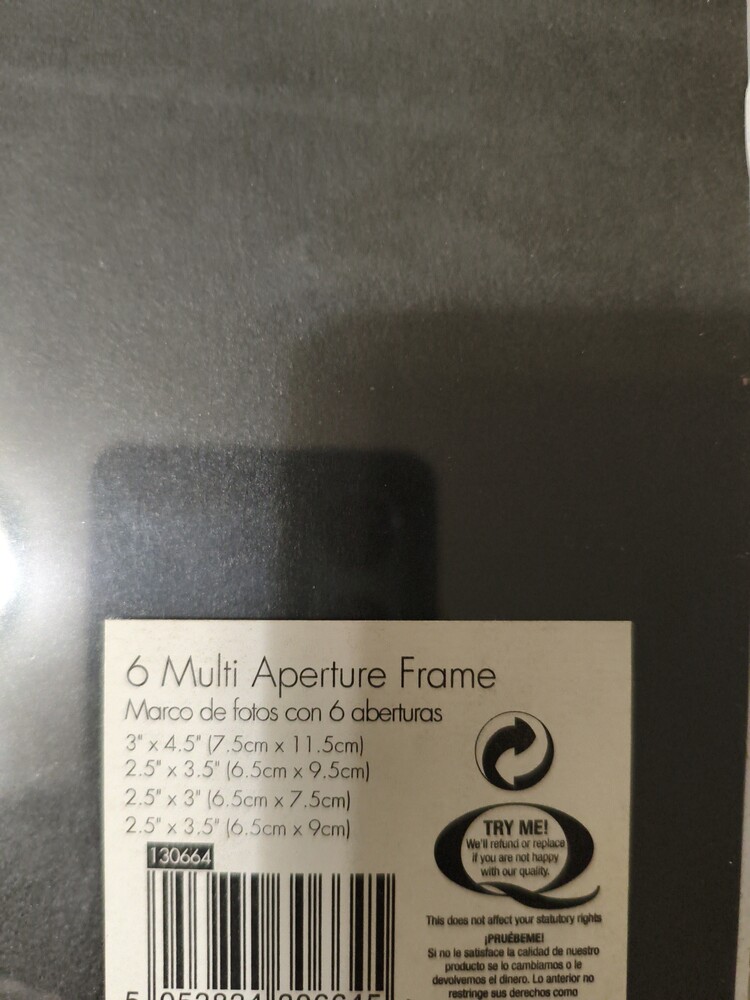 6 Multi Aperture Frame
Marco de fotos con 6 aberturas
3" x 4.5" (7.5cm x 11.5cm)
2.5" x 3.5" (6.5cm x 9.5cm)
2.5" x 3" (6.5cm x 7.5cm)
2.5" x 3.5" (6.5cm x 9cm)
130664
TRY ME!
We'll refund or replace
if you are not happy
with our quality.
This does not affect your statutory rights
¡PRUÉBEME!
Si no le satisface la calidad de nuestro
producto se lo cambiamos o le
devolvemos el dinero. Lo anterior no
restringe sus derechos como